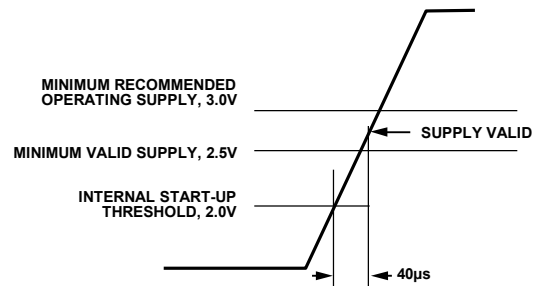 MINIMUM RECOMMENDED
OPERATING SUPPLY, 3.0V
SUPPLY VALID
MINIMUM VALID SUPPLY, 2.5V
INTERNAL START-UP
THRESHOLD, 2.0V
40µs